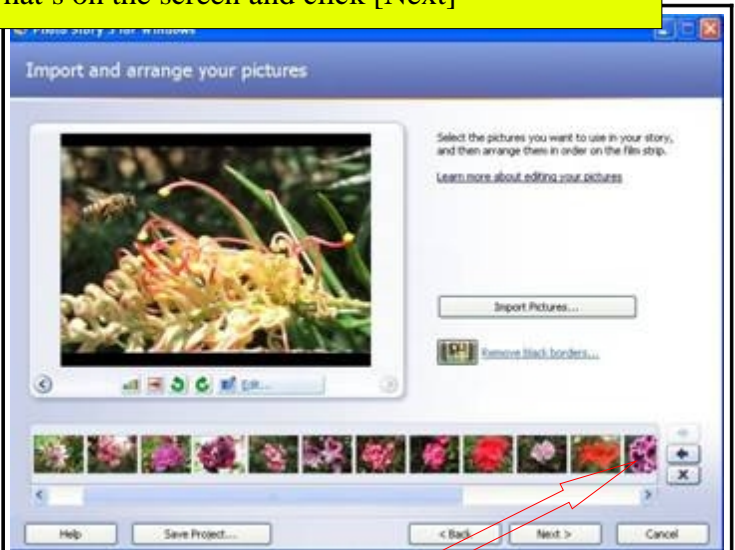 hat's on the screen and click [Next]
Photo Story 3 for Windows
Import and arrange your pictures
Select the pictures you want to use in your story,
and then arrange them in order on the film strip.
Learn more about editing your pictures
Import Pictures...
Remove black borders...
Edit...
Help
Save Project...
< Back
Next >
Cancel